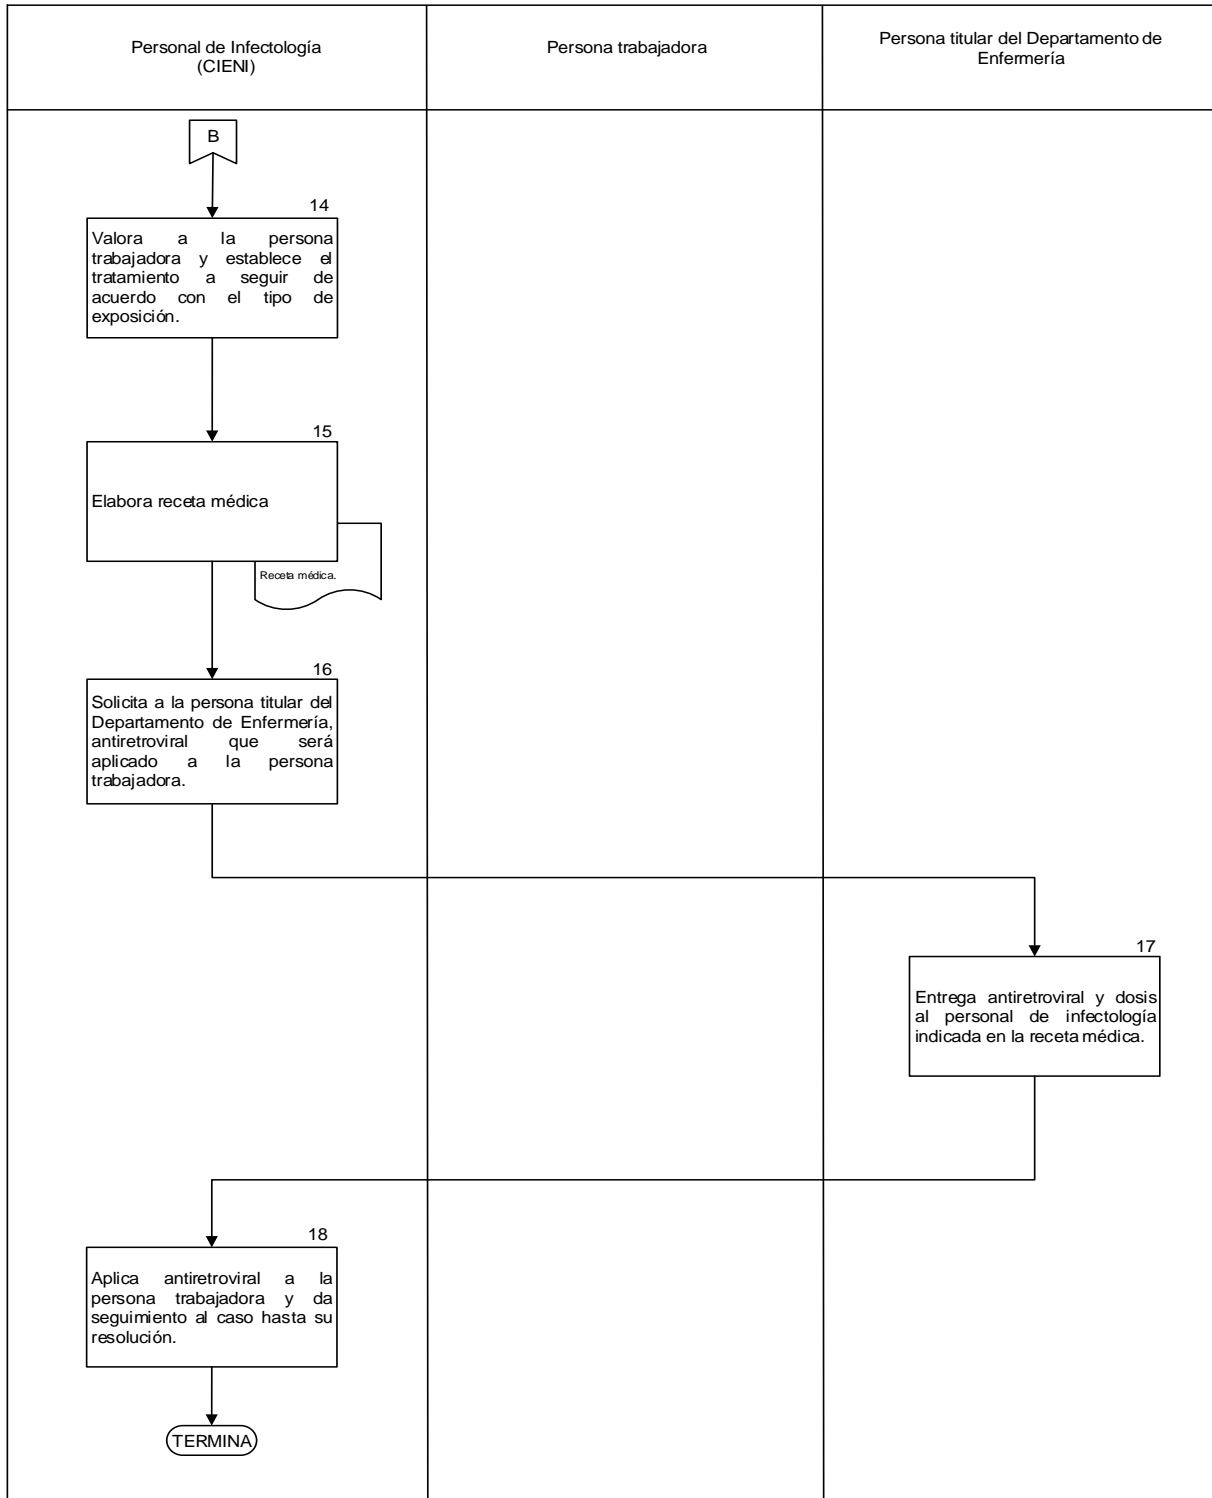 Personal de Infectología
(CIENI)
Persona trabajadora
Persona titular del Departamento de
Enfermería
B
14
Valora a la persona
trabajadora y establece el
tratamiento a seguir de
acuerdo con el tipo de
exposición.
15
Elabora receta médica
Receta médica.
16
Solicita a la persona titular del
Departamento de Enfermería,
antiretroviral que será
aplicado a la persona
trabajadora.
17
Entrega antiretroviral y dosis
al personal de infectología
indicada en la receta médica.
18
Aplica antiretroviral a la
persona trabajadora y da
seguimiento al caso hasta su
resolución.
TERMINA